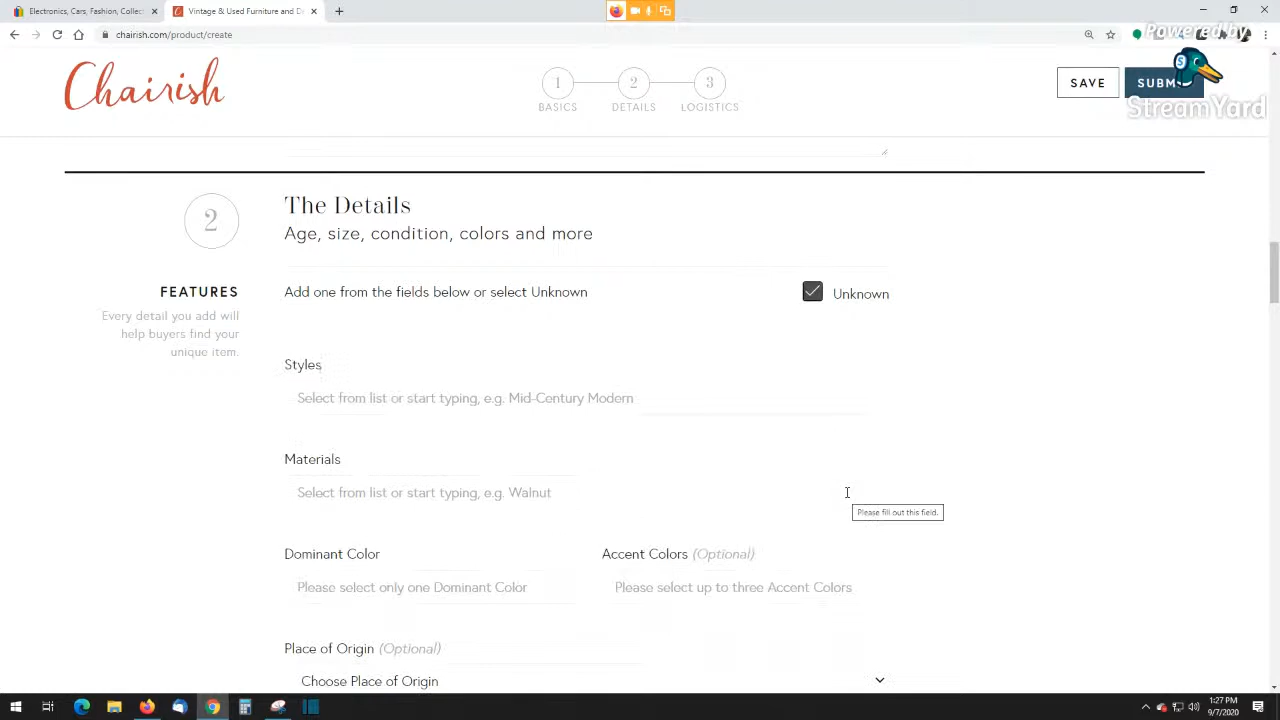 Electronics, Cars, Fashion, Collect
Vintage & Used Furniture and De
chairish.com/product/create
Powered by
StreamYard
Chairish
1
2
3
BASICS
DETAILS
LOGISTICS
SAVE
SUBM
2
The Details
Age, size, condition, colors and more
FEATURES
Every detail you add will
help buyers find your
unique item.
Add one from the fields below or select Unknown
Unknown
Styles
Select from list or start typing, e.g. Mid-Century Modern
Materials
Select from list or start typing, e.g. Walnut
Please fill out this field.
Dominant Color
Accent Colors (Optional)
Please select only one Dominant Color
Please select up to three Accent Colors
Place of Origin (Optional)
Choose Place of Origin
1:27 PM
9/7/2020